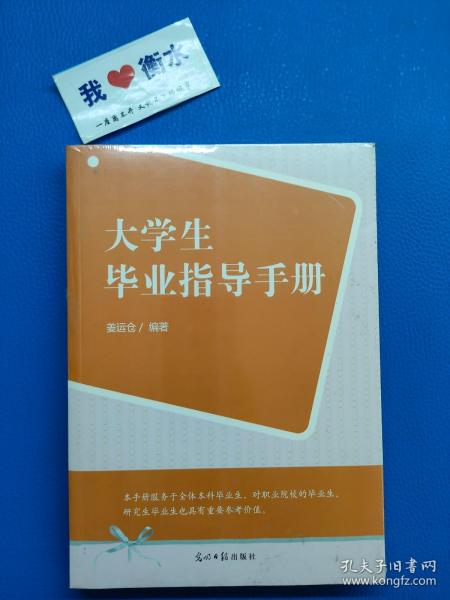 我❤衡水
大学生
毕业指导手册
姜运仓/ 编著
本手册服务于全体本科毕业生，对职业院校的毕业生、
研究生毕业生也具有重要参考价值。
光明日报出版社
孔夫子旧书网
www.kongfz.com